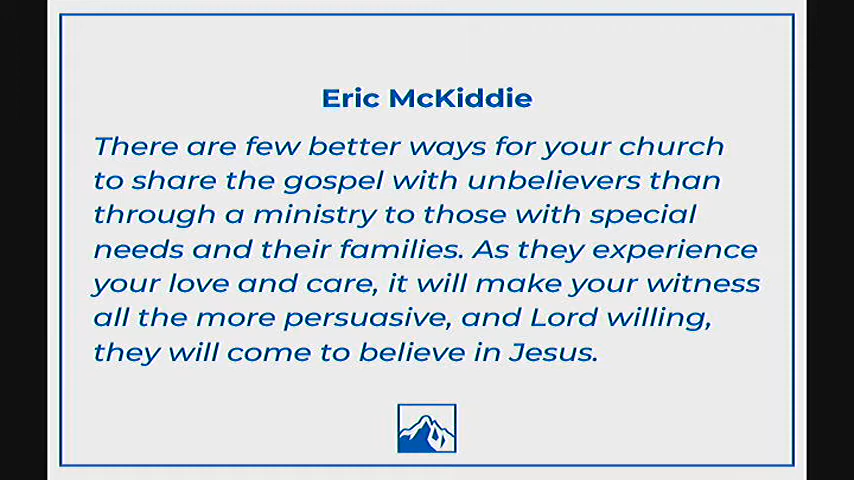 Eric McKiddie
There are few better ways for your church
to share the gospel with unbelievers than
through a ministry to those with special
needs and their families. As they experience
your love and care, it will make your witness
all the more persuasive, and Lord willing,
they will come to believe in Jesus.